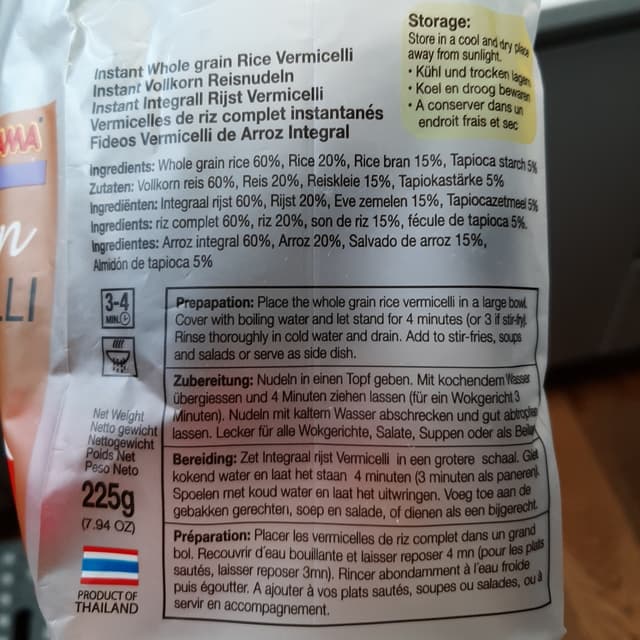 Storage:
Store in a cool and dry place
away from sunlight.
• Kühl und trocken lagern
• Koel en droog bewaren
• A conserver dans un
endroit frais et sec
Instant Whole grain Rice Vermicelli
Instant Vollkorn Reisnudeln
Instant Integrall Rijst Vermicelli
Vermicelles de riz complet instantanés
Fideos Vermicelli de Arroz Integral
Ingredients: Whole grain rice 60%, Rice 20%, Rice bran 15%, Tapioca starch 5%
Zutaten: Vollkorn reis 60%, Reis 20%, Reiskleie 15%, Tapiokastärke 5%
Ingrediënten: Integraal rijst 60%, Rijst 20%, Eve zemelen 15%, Tapiocazetmeel 5%
Ingredients: riz complet 60%, riz 20%, son de riz 15%, fécule de tapioca 5%.
Ingredientes: Arroz integral 60%, Arroz 20%, Salvado de arroz 15%,
Almidón de tapioca 5%
3-4
MIN.
Prepapation: Place the whole grain rice vermicelli in a large bowl.
Cover with boiling water and let stand for 4 minutes (or 3 if stir-fry).
Rinse thoroughly in cold water and drain. Add to stir-fries, soups
and salads or serve as side dish.
Zubereitung: Nudeln in einen Topf geben. Mit kochendem Wasser
übergiessen und 4 Minuten ziehen lassen (für ein Wokgericht 3
Minuten). Nudeln mit kaltem Wasser abschrecken und gut abtropfen
lassen. Lecker für alle Wokgerichte, Salate, Suppen oder als
Bereiding: Zet Integraal rijst Vermicelli in een grotere schaal. Giet
kokend water en laat het staan 4 minuten (3 minuten als paneren).
Spoelen met koud water en laat het uitwringen. Voeg toe aan de
gebakken gerechten, soep en salade, of dienen als een bijgerecht.
Préparation: Placer les vermicelles de riz complet dans un grand
bol. Recouvrir d'eau bouillante et laisser reposer 4 mn (pour les plats
sautés, laisser reposer 3mn). Rincer abondamment à l'eau froide
puis égoutter. A ajouter à vos plats sautés, soupes ou salades, ou à
servir en accompagnement.
Net Weight
Netto gewicht
Nettogewicht
Poids Net
Peso Neto
225g
(7.94 OZ)
PRODUCT OF
THAILAND